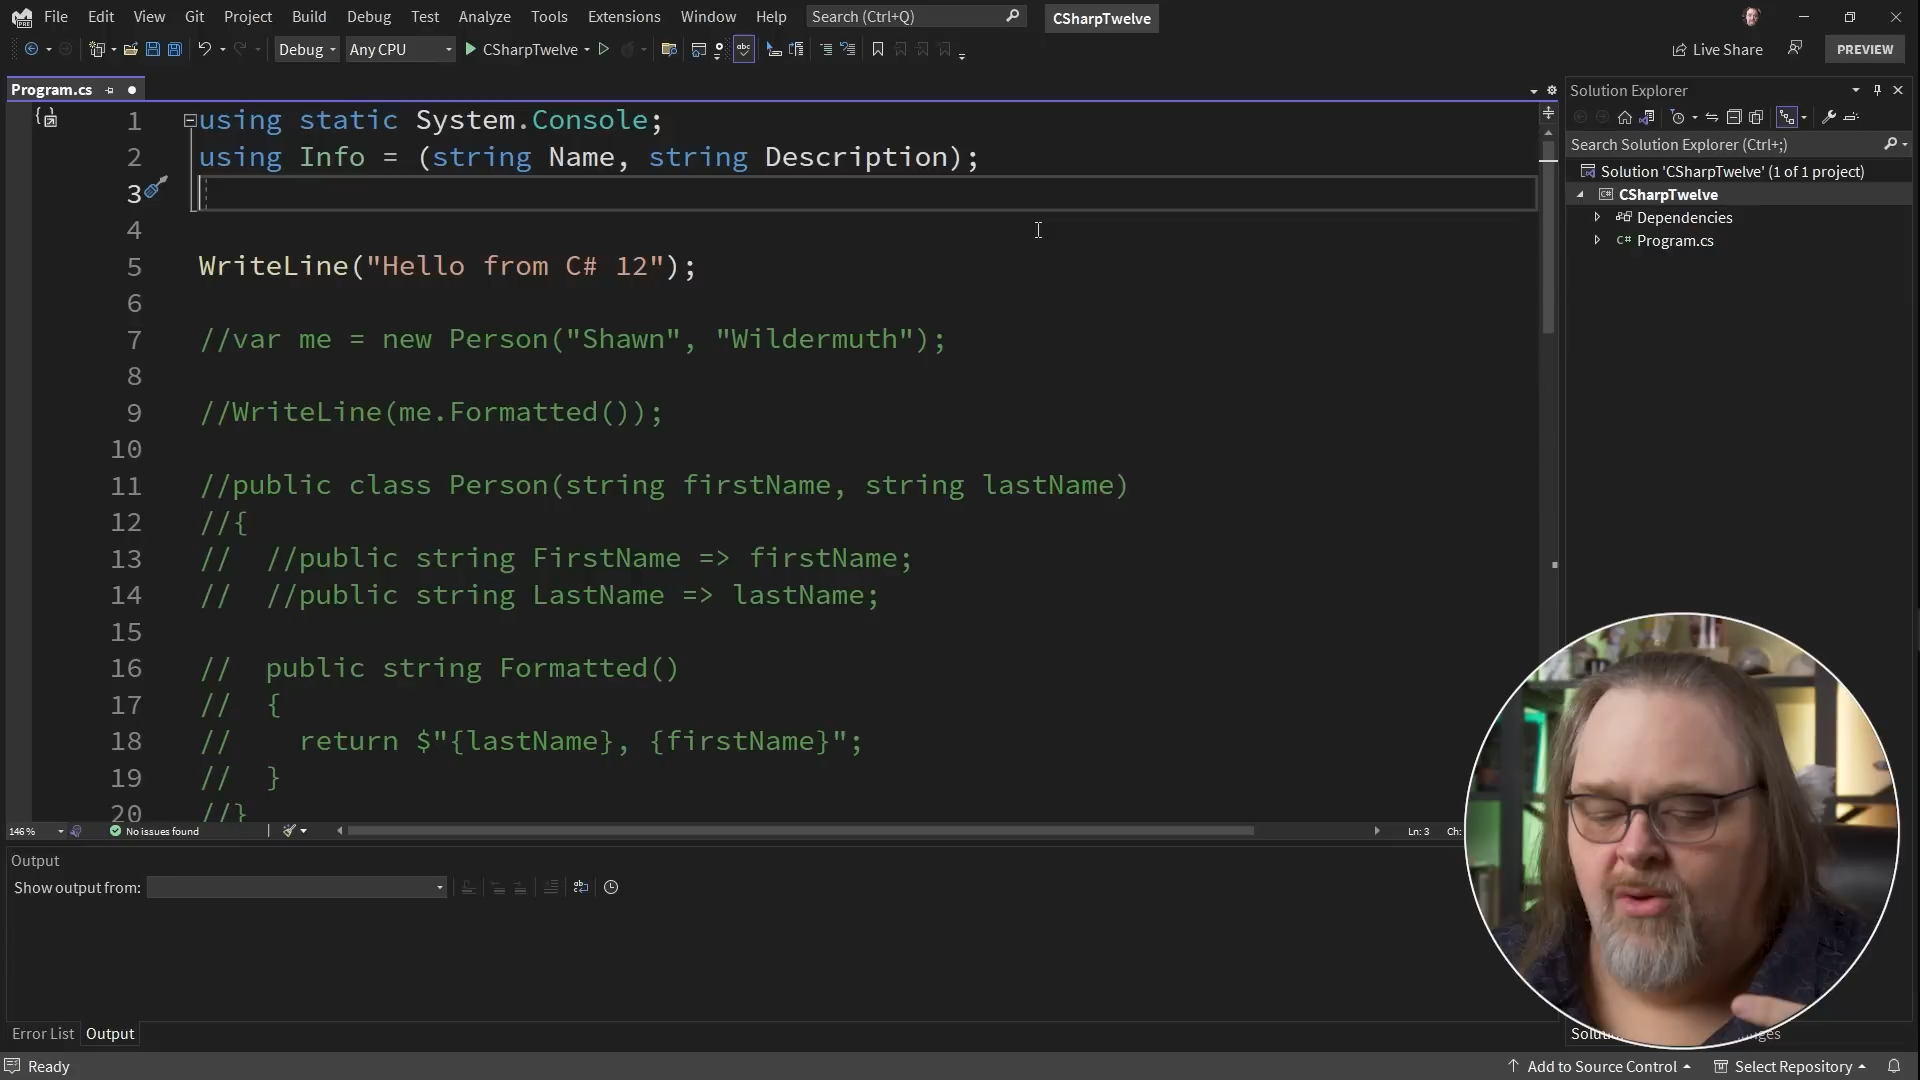 File Edit View Git Project Build Debug Test Analyze Tools Extensions Window Help Search (Ctrl+Q) CSharpTwelve
Debug Any CPU CSharpTwelve Live Share PREVIEW
Program.cs
1 using static System.Console;
2 using Info = (string Name, string Description);
3
4
5 WriteLine("Hello from C# 12");
6
7 //var me = new Person("Shawn", "Wildermuth");
8
9 //WriteLine(me.Formatted());
10
11 //public class Person(string firstName, string lastName)
12 //{
13 //  //public string FirstName => firstName;
14 //  //public string LastName => lastName;
15
16 //  public string Formatted()
17 //  {
18 //    return $"{lastName}, {firstName}";
19 //  }
20 //}
146 % No issues found Ln: 3 Ch:
Output
Show output from:
Error List Output
Solution Explorer
Search Solution Explorer (Ctrl+;)
Solution 'CSharpTwelve' (1 of 1 project)
CSharpTwelve
Dependencies
C# Program.cs
Ready Add to Source Control Select Repository